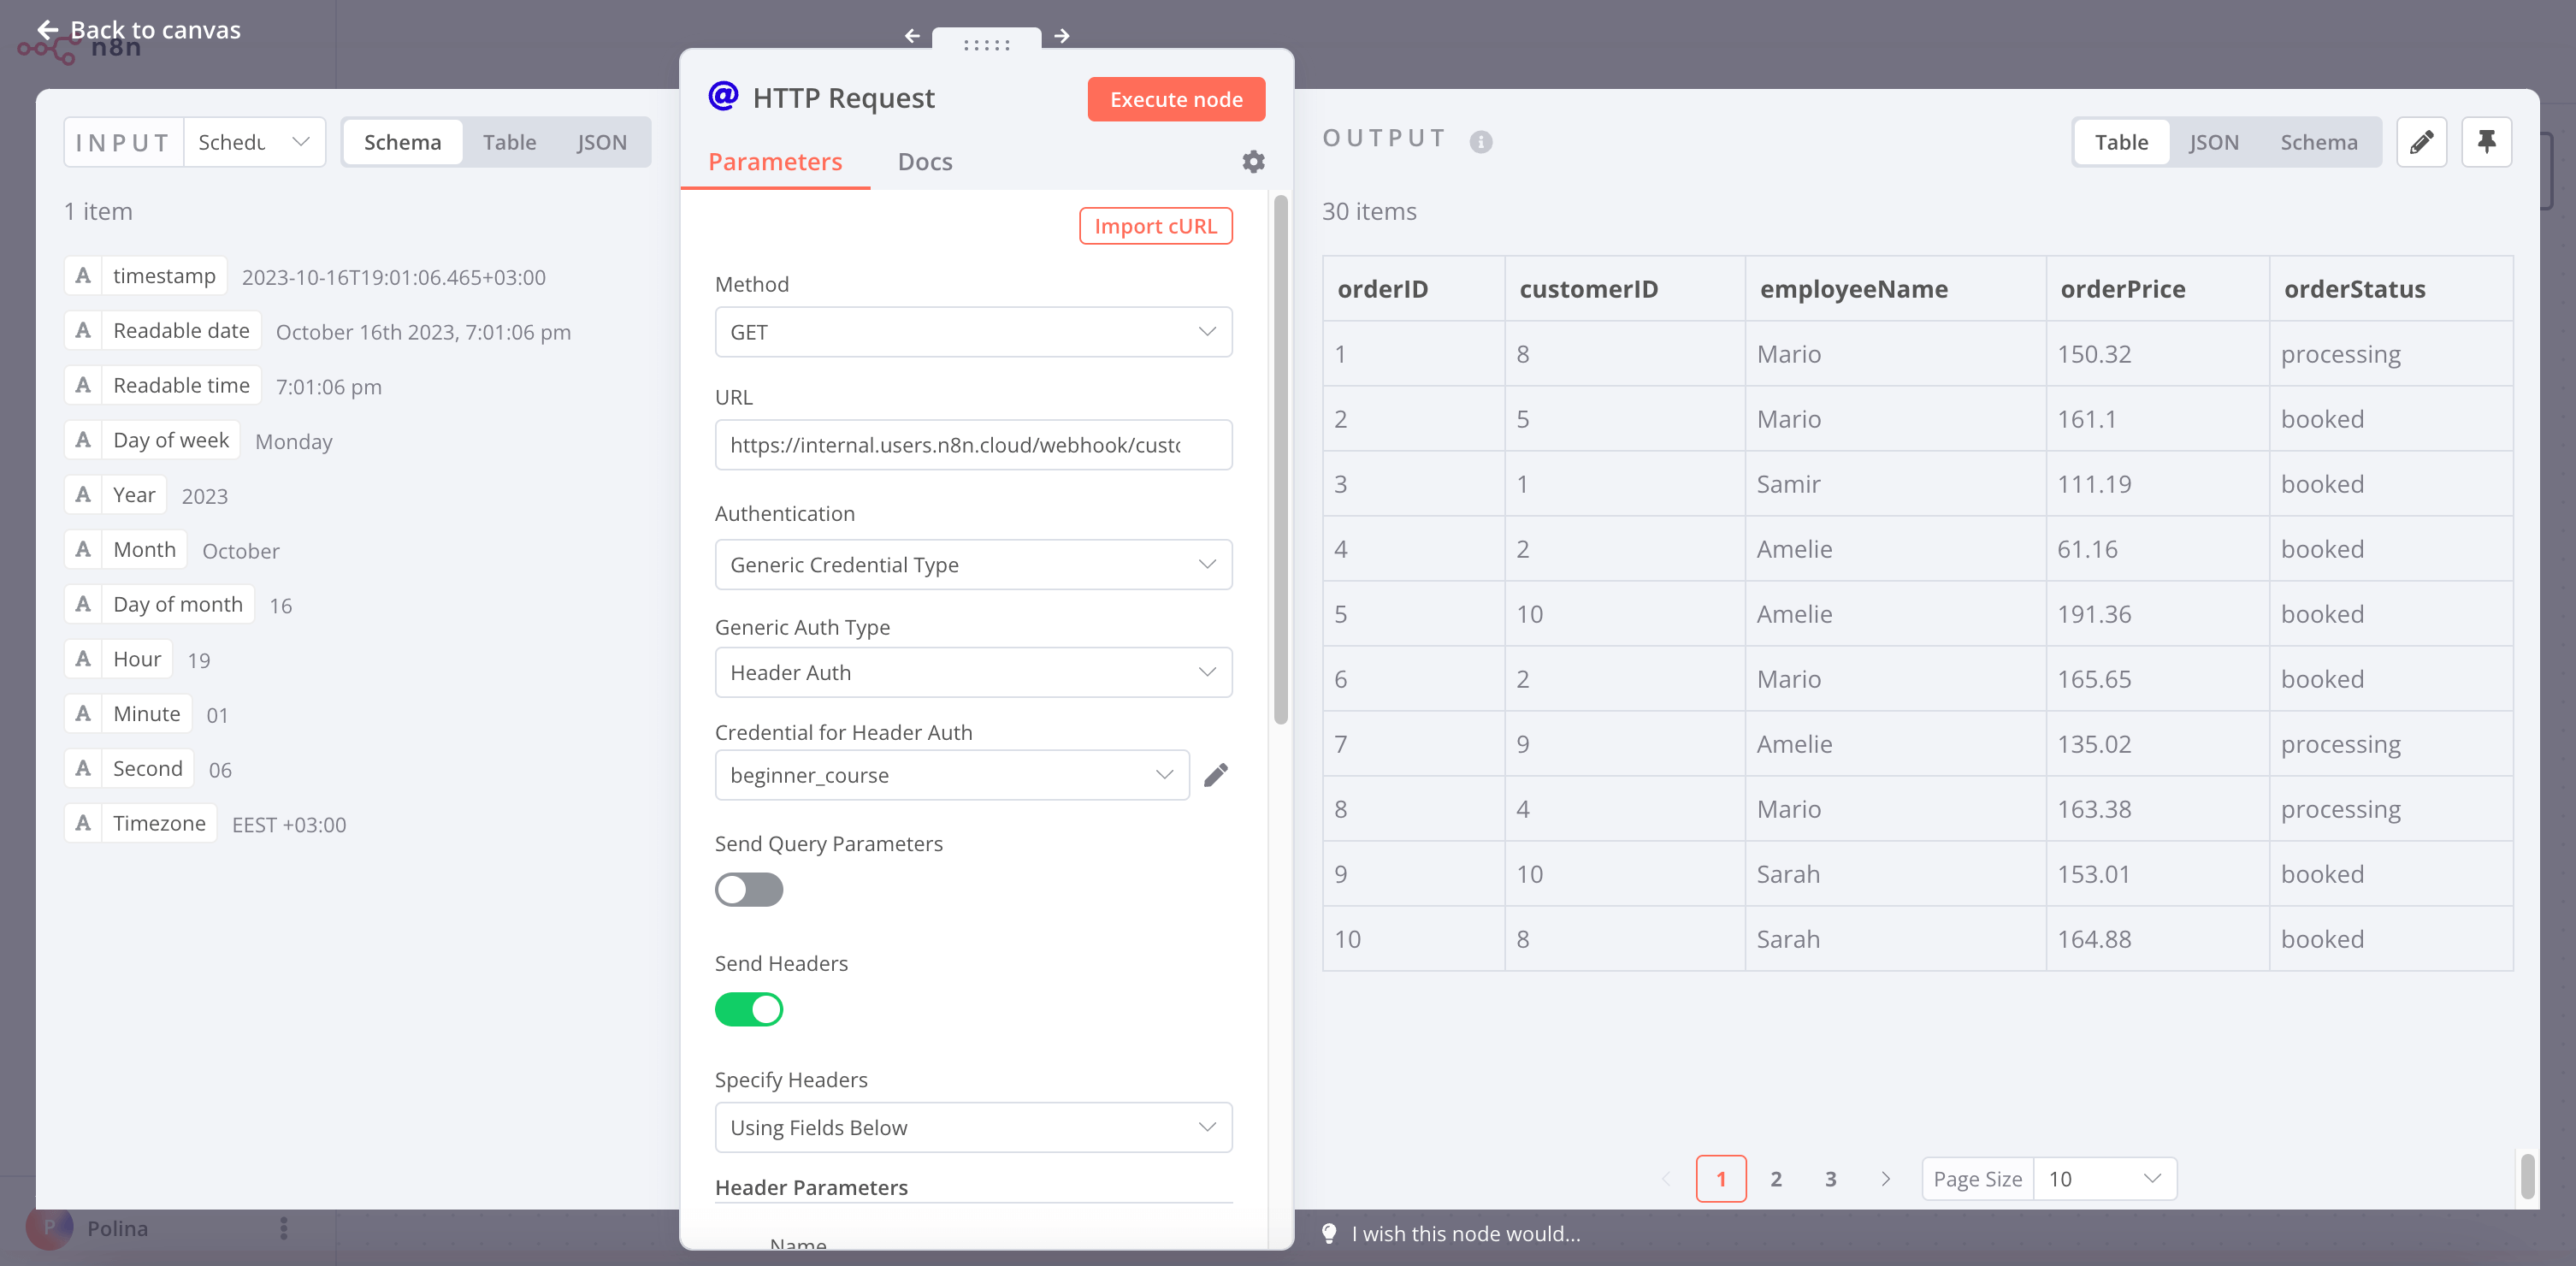 Back to canvas
n8n
INPUT Schedu Schema Table JSON
1 item
A timestamp 2023-10-16T19:01:06.465+03:00
A Readable date October 16th 2023, 7:01:06 pm
A Readable time 7:01:06 pm
A Day of week Monday
A Year 2023
A Month October
A Day of month 16
A Hour 19
A Minute 01
A Second 06
A Timezone EEST +03:00
P Polina
@ HTTP Request Execute node
Parameters Docs
Import cURL
Method
GET
URL
https://internal.users.n8n.cloud/webhook/custo
Authentication
Generic Credential Type
Generic Auth Type
Header Auth
Credential for Header Auth
beginner_course
Send Query Parameters
Send Headers
Specify Headers
Using Fields Below
Header Parameters
Name
OUTPUT i Table JSON Schema
30 items
orderID customerID employeeName orderPrice orderStatus
1 8 Mario 150.32 processing
2 5 Mario 161.1 booked
3 1 Samir 111.19 booked
4 2 Amelie 61.16 booked
5 10 Amelie 191.36 booked
6 2 Mario 165.65 booked
7 9 Amelie 135.02 processing
8 4 Mario 163.38 processing
9 10 Sarah 153.01 booked
10 8 Sarah 164.88 booked
1 2 3 Page Size 10
I wish this node would...